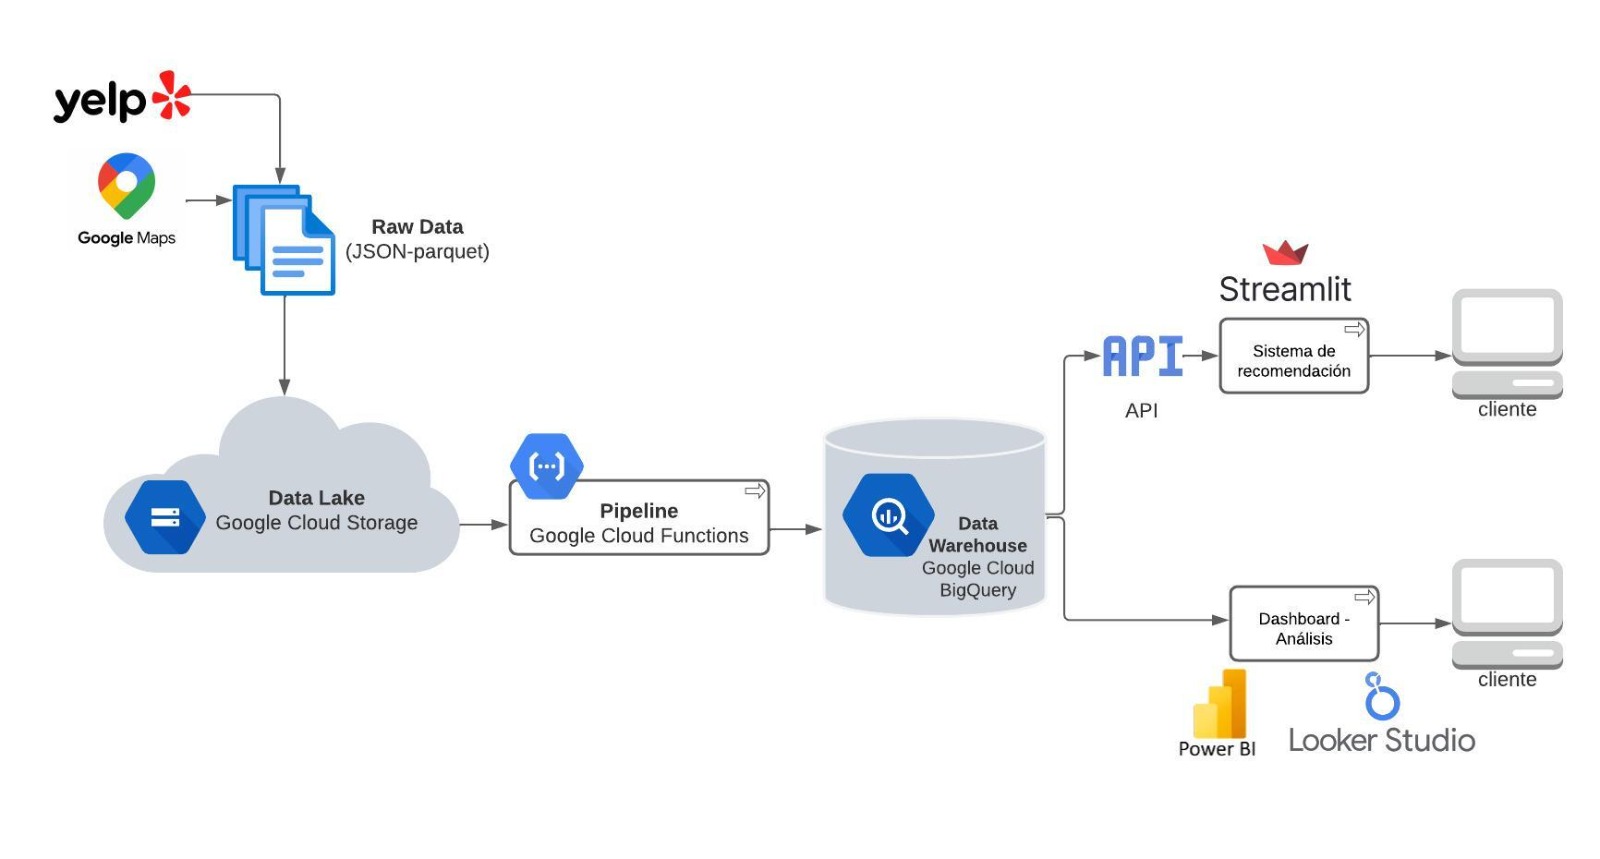 yelp
Google Maps
Raw Data
(JSON-parquet)
Data Lake
Google Cloud Storage
Pipeline
Google Cloud Functions
Data
Warehouse
Google Cloud
BigQuery
API
API
Streamlit
Sistema de
recomendación
cliente
Dashboard -
Análisis
cliente
Power BI
Looker Studio